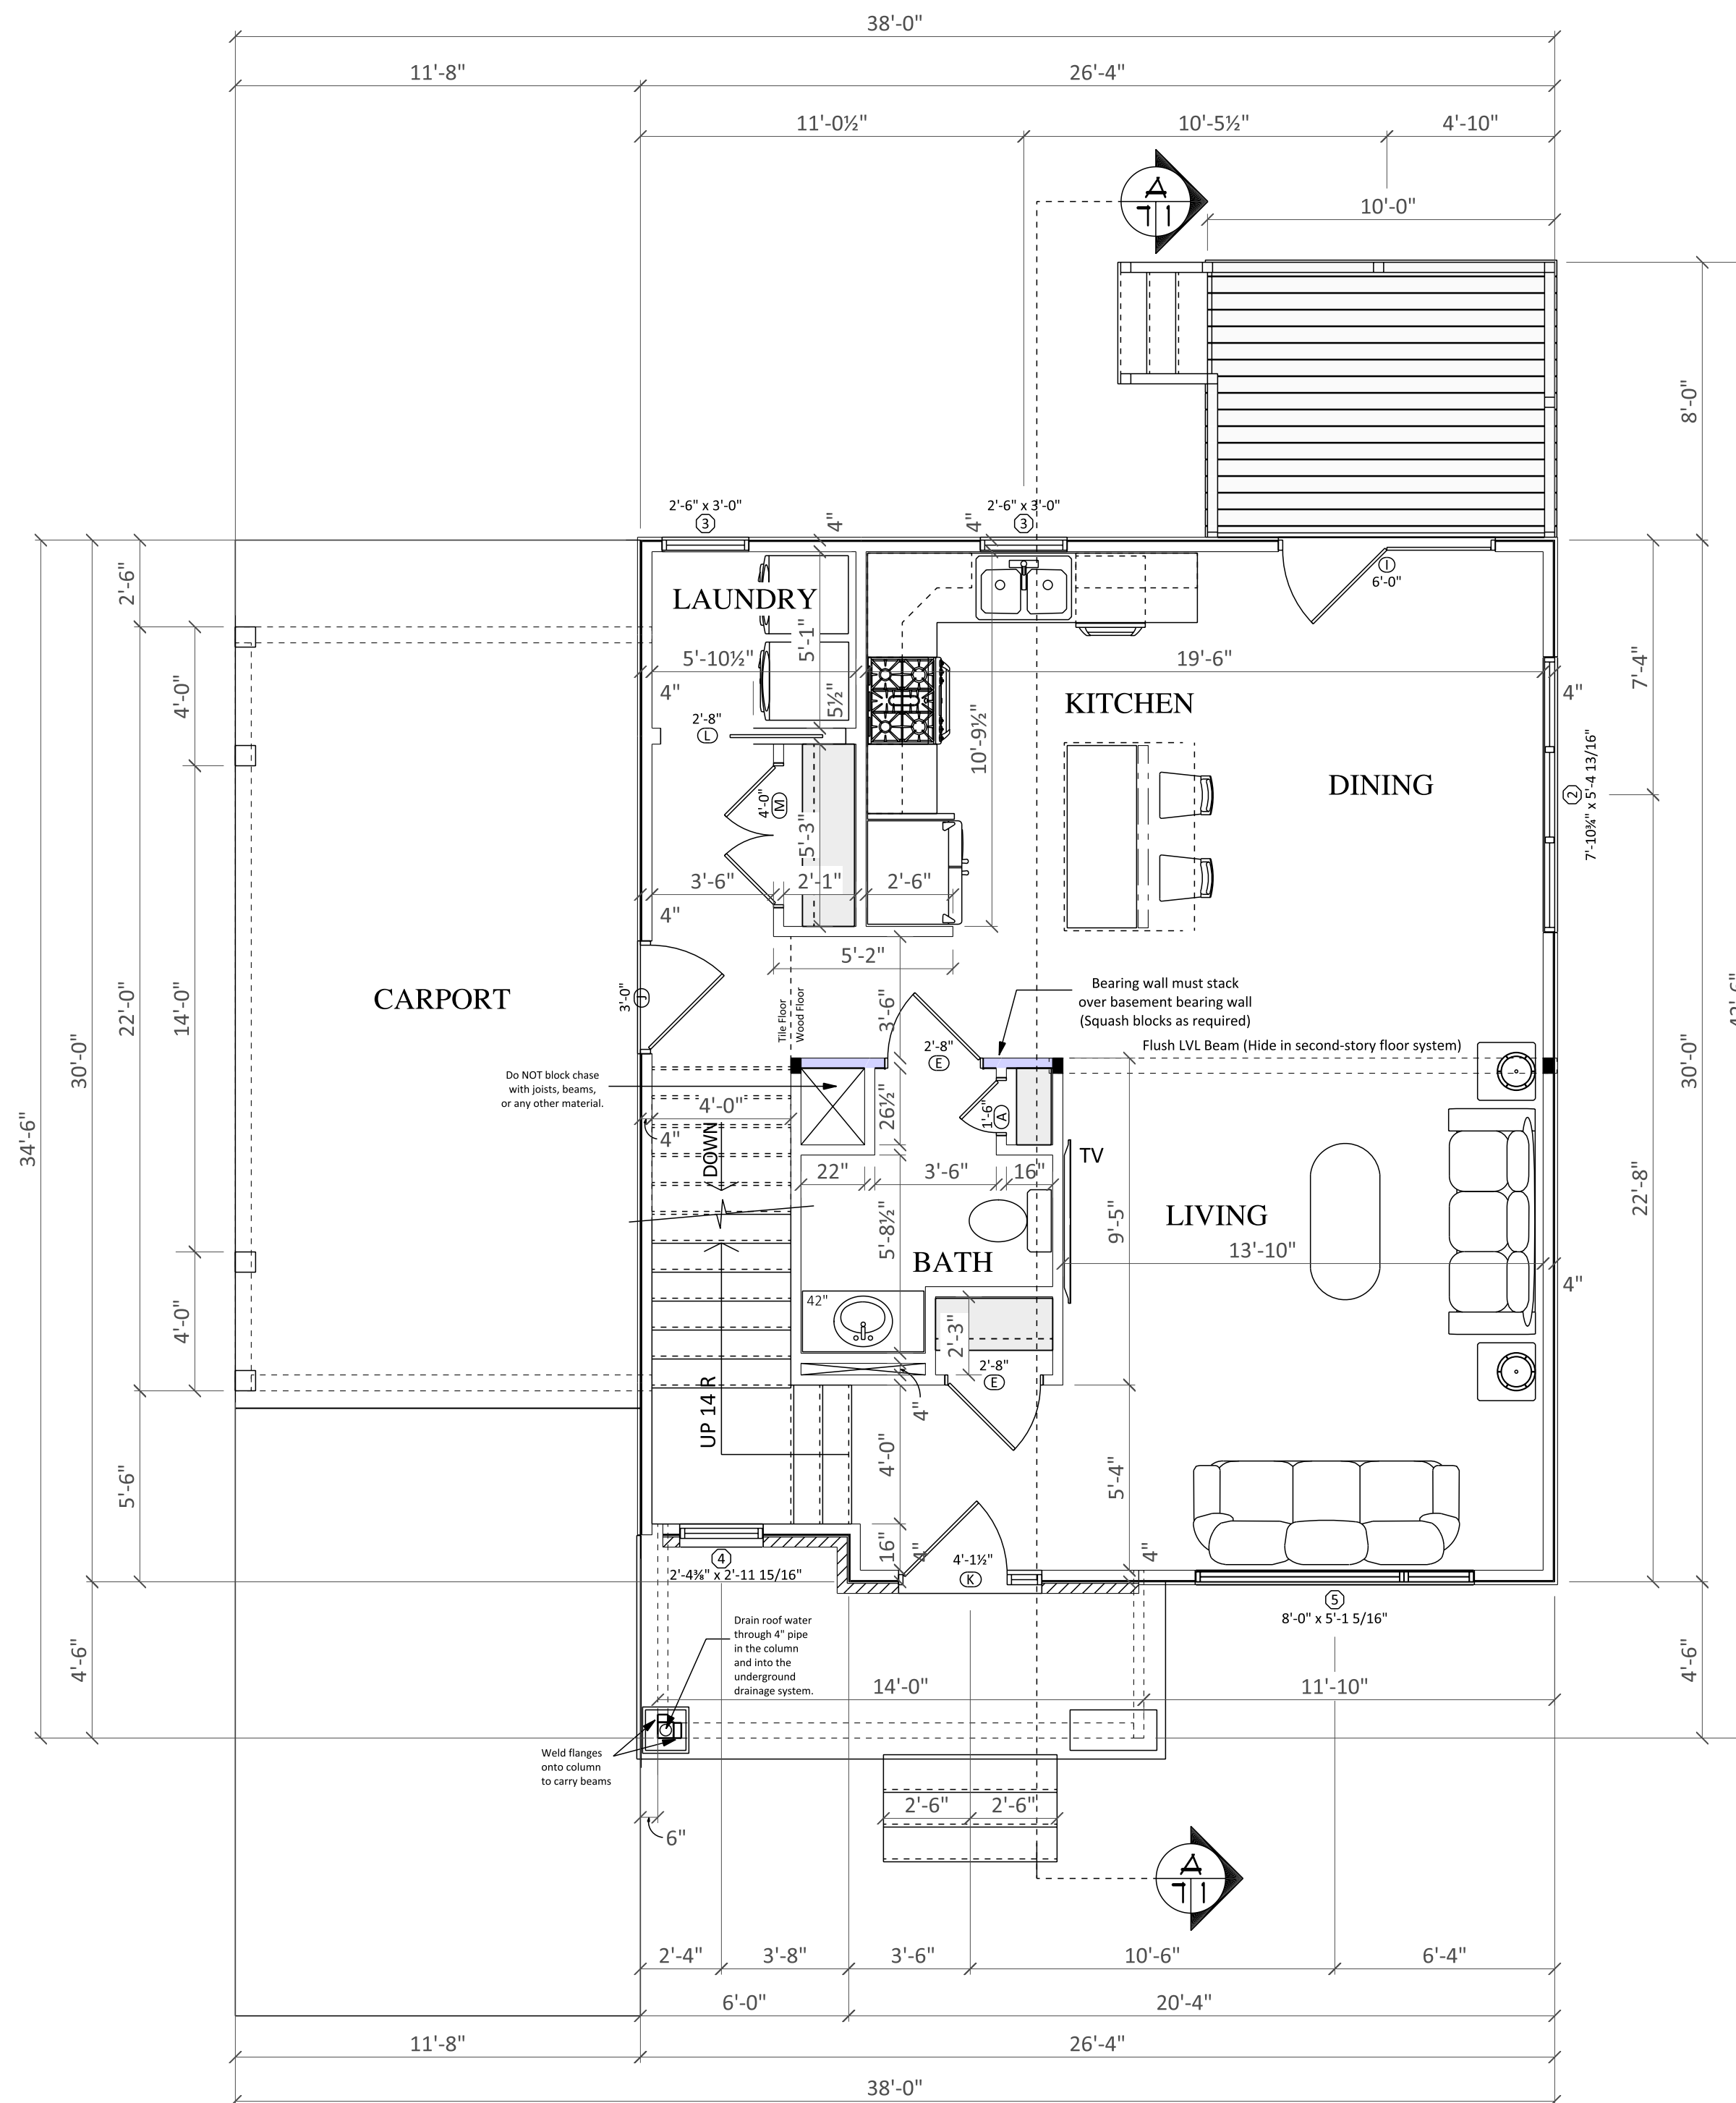 38'-0"
11'-8"
26'-4"
11'-0½"
10'-5½"
4'-10"
A
L1
10'-0"
8'-0"
2'-6" x 3'-0"
3
4"
4"
2'-6" x 3'-0"
3
I
6'-0"
LAUNDRY
5'-1"
5'-10½"
19'-6"
4"
4"
KITCHEN
2'-8"
L
5½"
10'-9½"
DINING
7'-4"
2
7'-10¾" x 5'-4 13/16"
4'-0"
M
5'-3"
3'-6"
2'-1"
2'-6"
4"
5'-2"
2'-6"
4'-0"
22'-0"
14'-0"
30'-0"
34'-6"
4'-0"
5'-6"
4'-6"
CARPORT
3'-0"
J
Tile Floor
Wood Floor
3'-6"
Bearing wall must stack
over basement bearing wall
(Squash blocks as required)
Flush LVL Beam (Hide in second-story floor system)
2'-8"
E
Do NOT block chase
with joists, beams,
or any other material.
4'-0"
4"
DOWN
26½"
1'-6"
A
22"
3'-6"
16"
TV
5'-8½"
9'-5"
LIVING
13'-10"
4"
BATH
42"
2'-3"
2'-8"
E
4"
UP 14 R
4'-0"
5'-4"
16"
4"
4'-1½"
K
4"
30'-0"
22'-8"
4'-6"
4
2'-4⅜" x 2'-11 15/16"
5
8'-0" x 5'-1 5/16"
Drain roof water
through 4" pipe
in the column
and into the
underground
drainage system.
14'-0"
11'-10"
Weld flanges
onto column
to carry beams
2'-6"
2'-6"
6"
A
L1
2'-4"
3'-8"
3'-6"
10'-6"
6'-4"
6'-0"
20'-4"
11'-8"
26'-4"
38'-0"